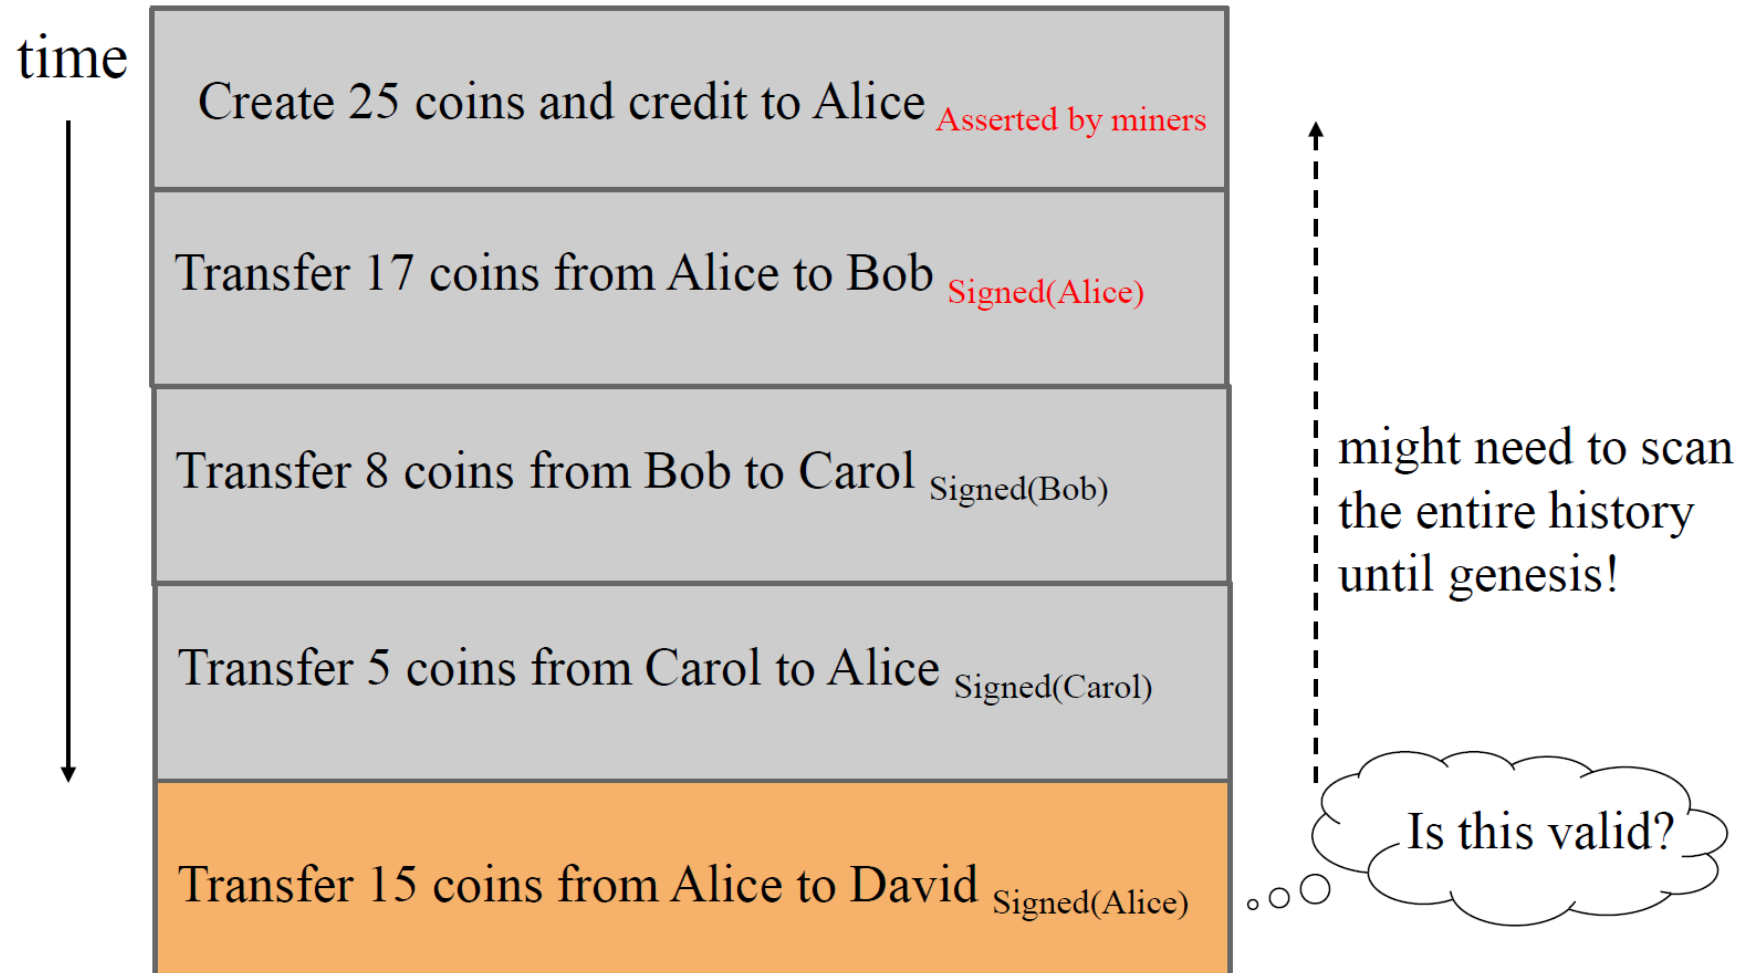 time
Create 25 coins and credit to Alice Asserted by miners
Transfer 17 coins from Alice to Bob Signed(Alice)
Transfer 8 coins from Bob to Carol Signed(Bob)
Transfer 5 coins from Carol to Alice Signed(Carol)
Transfer 15 coins from Alice to David Signed(Alice)
might need to scan
the entire history
until genesis!
Is this valid?